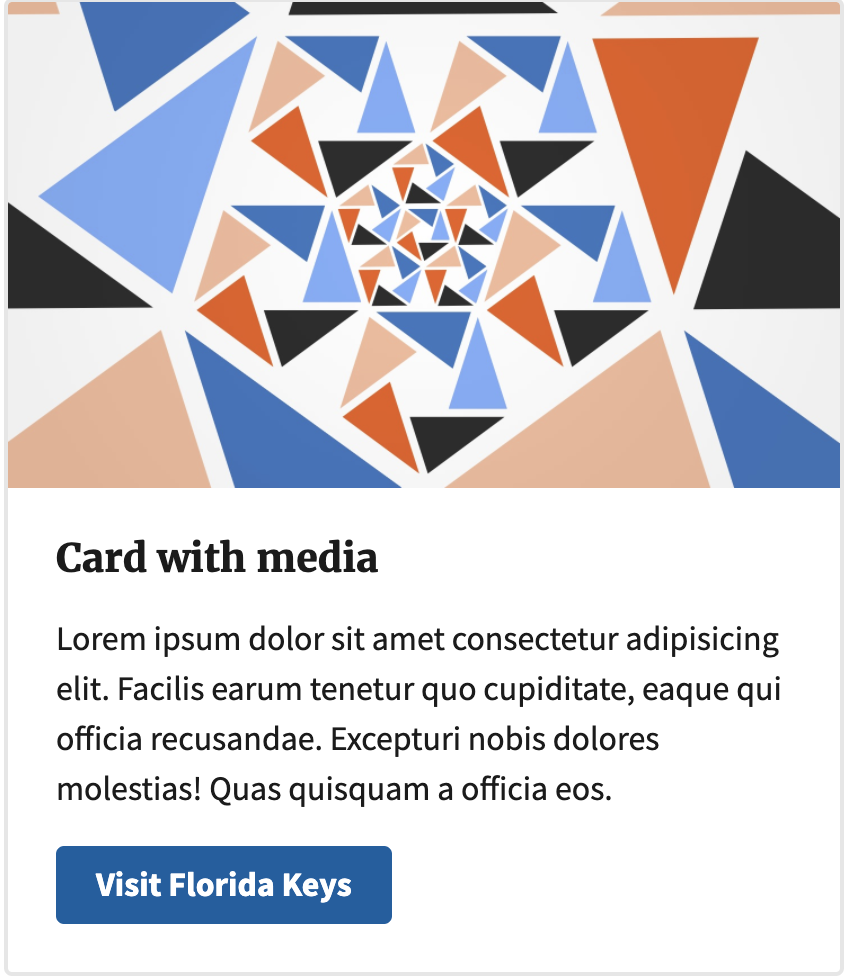 Card with media
Lorem ipsum dolor sit amet consectetur adipisicing
elit. Facilis earum tenetur quo cupiditate, eaque qui
officia recusandae. Excepturi nobis dolores
molestias! Quas quisquam a officia eos.
Visit Florida Keys